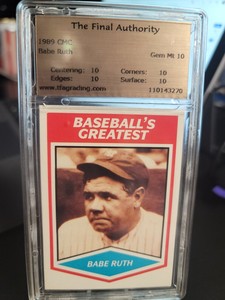 The Final Authority
1989 CMC
Babe Ruth Gem Mt 10
Centering: 10 Corners: 10
Edges: 10 Surface: 10
www.tfagrading.com 110143270
BASEBALL'S
GREATEST
BABE RUTH